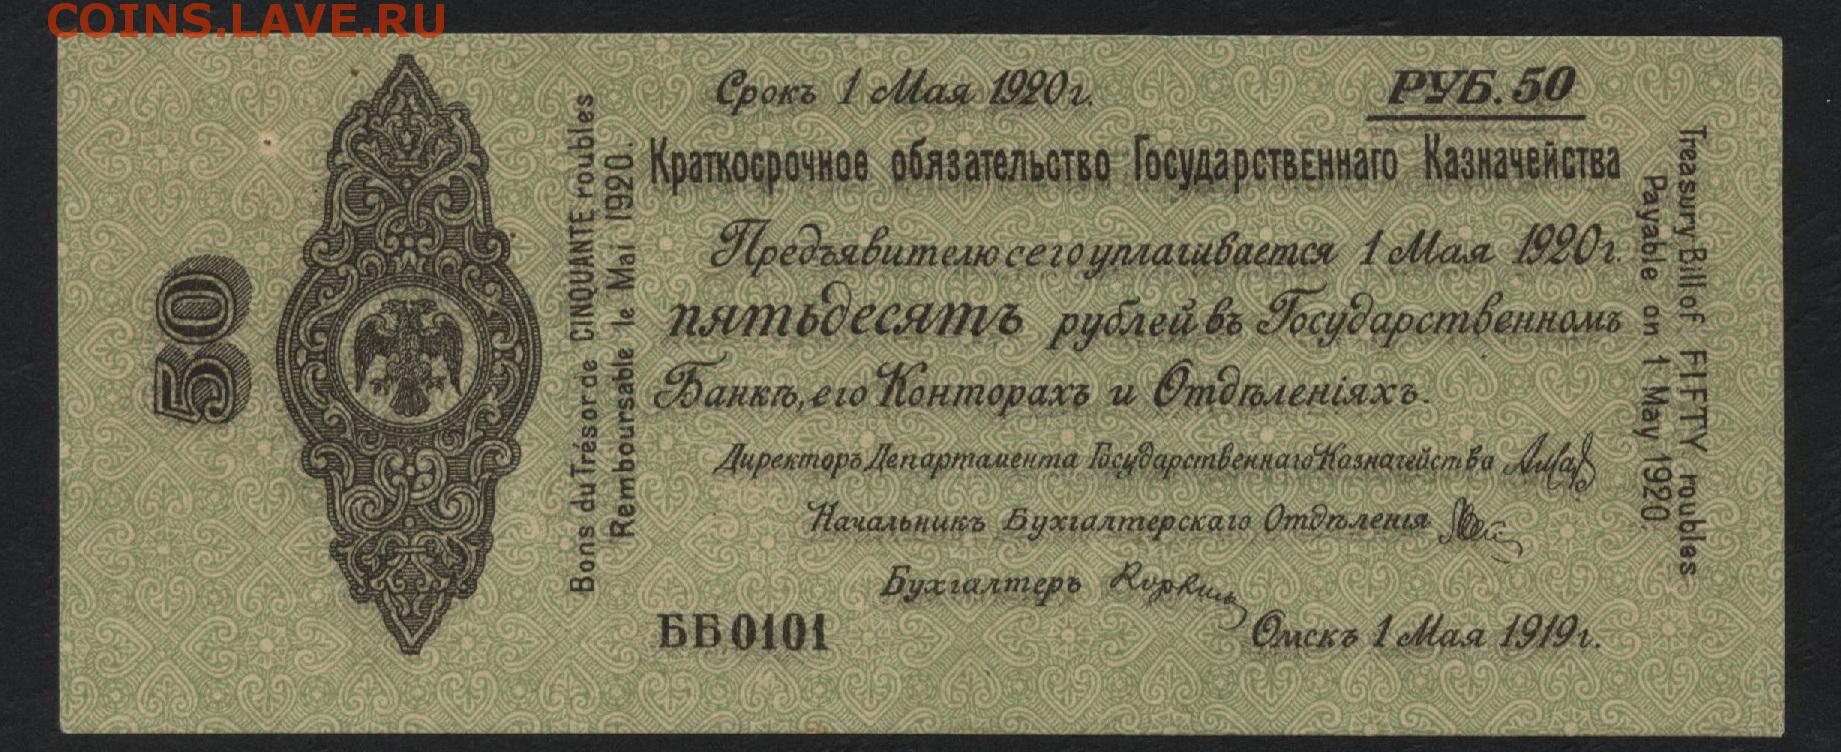 COINS.LAVE.RU
50
Bons du Trésor de CINQUANTE roubles
Remboursable le Mai 1920.
Срокъ 1 Мая 1920 г.
РУБ. 50
Краткосрочное обязательство Государственнаго Казначейства
Предъявителю сего уплачивается 1 Мая 1920 г.
пятьдесятъ рублей въ Государственномъ
Банкѣ, его Конторахъ и Отдѣленіяхъ.
Директоръ Департамента Государственнаго Казначейства
Начальникъ Бухгалтерскаго Отдѣленія
Бухгалтеръ
ББ 0101
Омскъ 1 Мая 1919 г.
Treasury Bill of FIFTY roubles
Payable on 1 May 1920